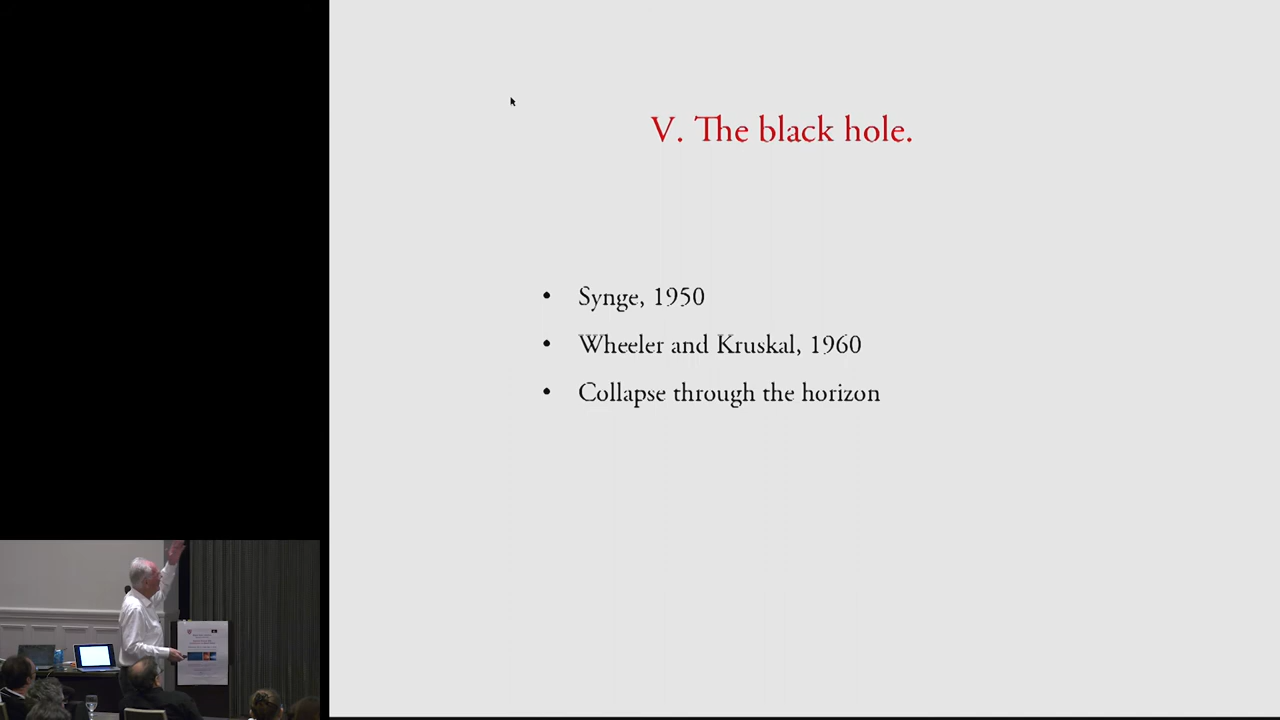 V. The black hole.
• Synge, 1950
• Wheeler and Kruskal, 1960
• Collapse through the horizon